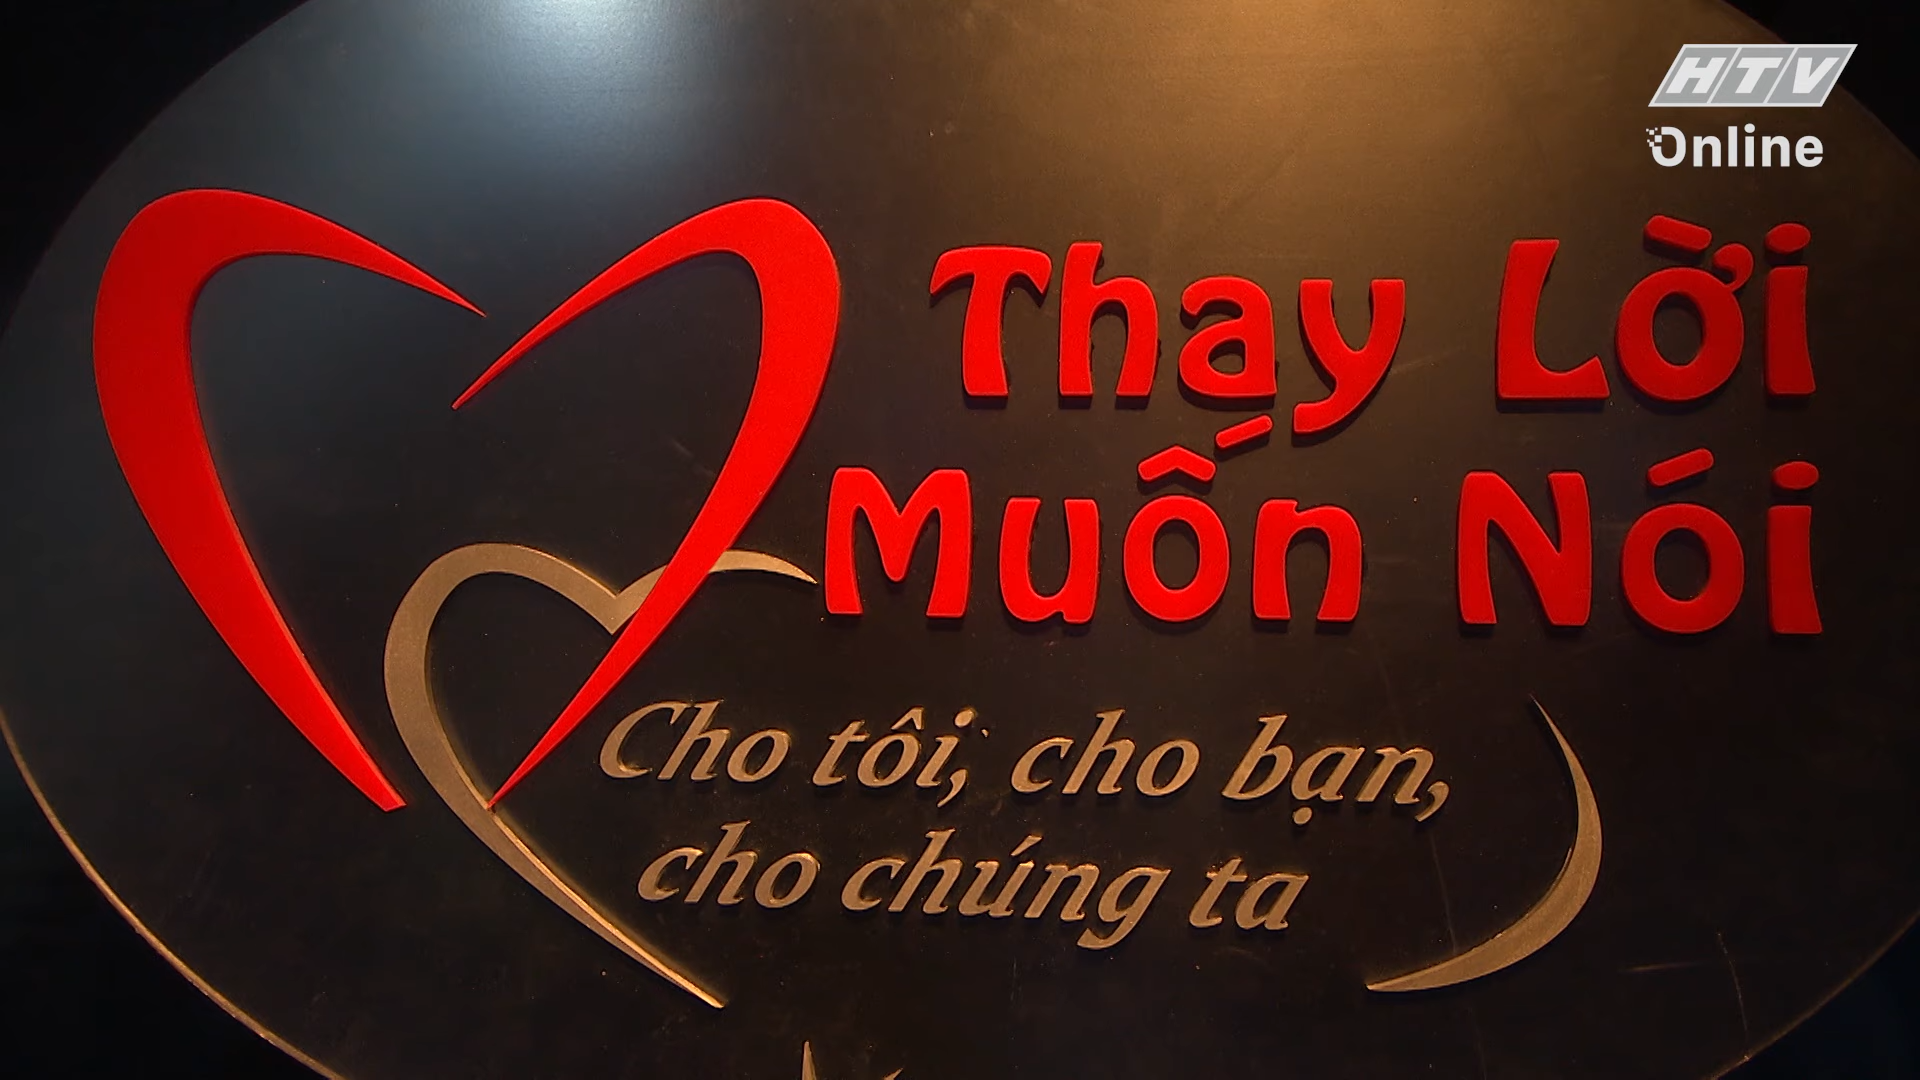 HTV
Online
Thay Lời
Muốn Nói
Cho tôi, cho bạn,
cho chúng ta